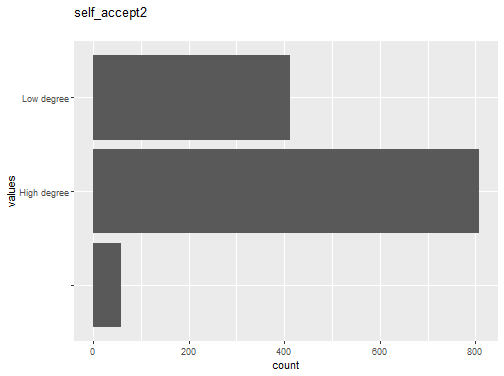 self_accept2
Low degree
High degree
values
0
200
400
600
800
count